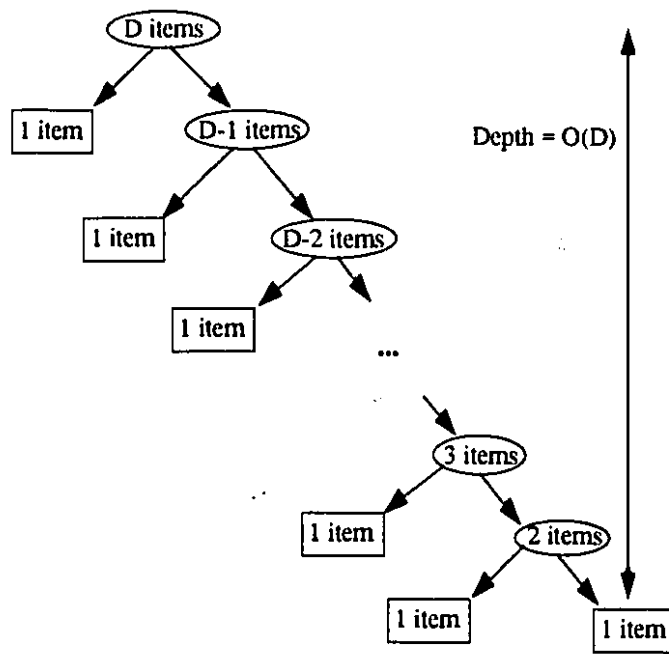 D items
1 item
D-1 items
Depth = O(D)
1 item
D-2 items
1 item
...
3 items
1 item
2 items
1 item
1 item